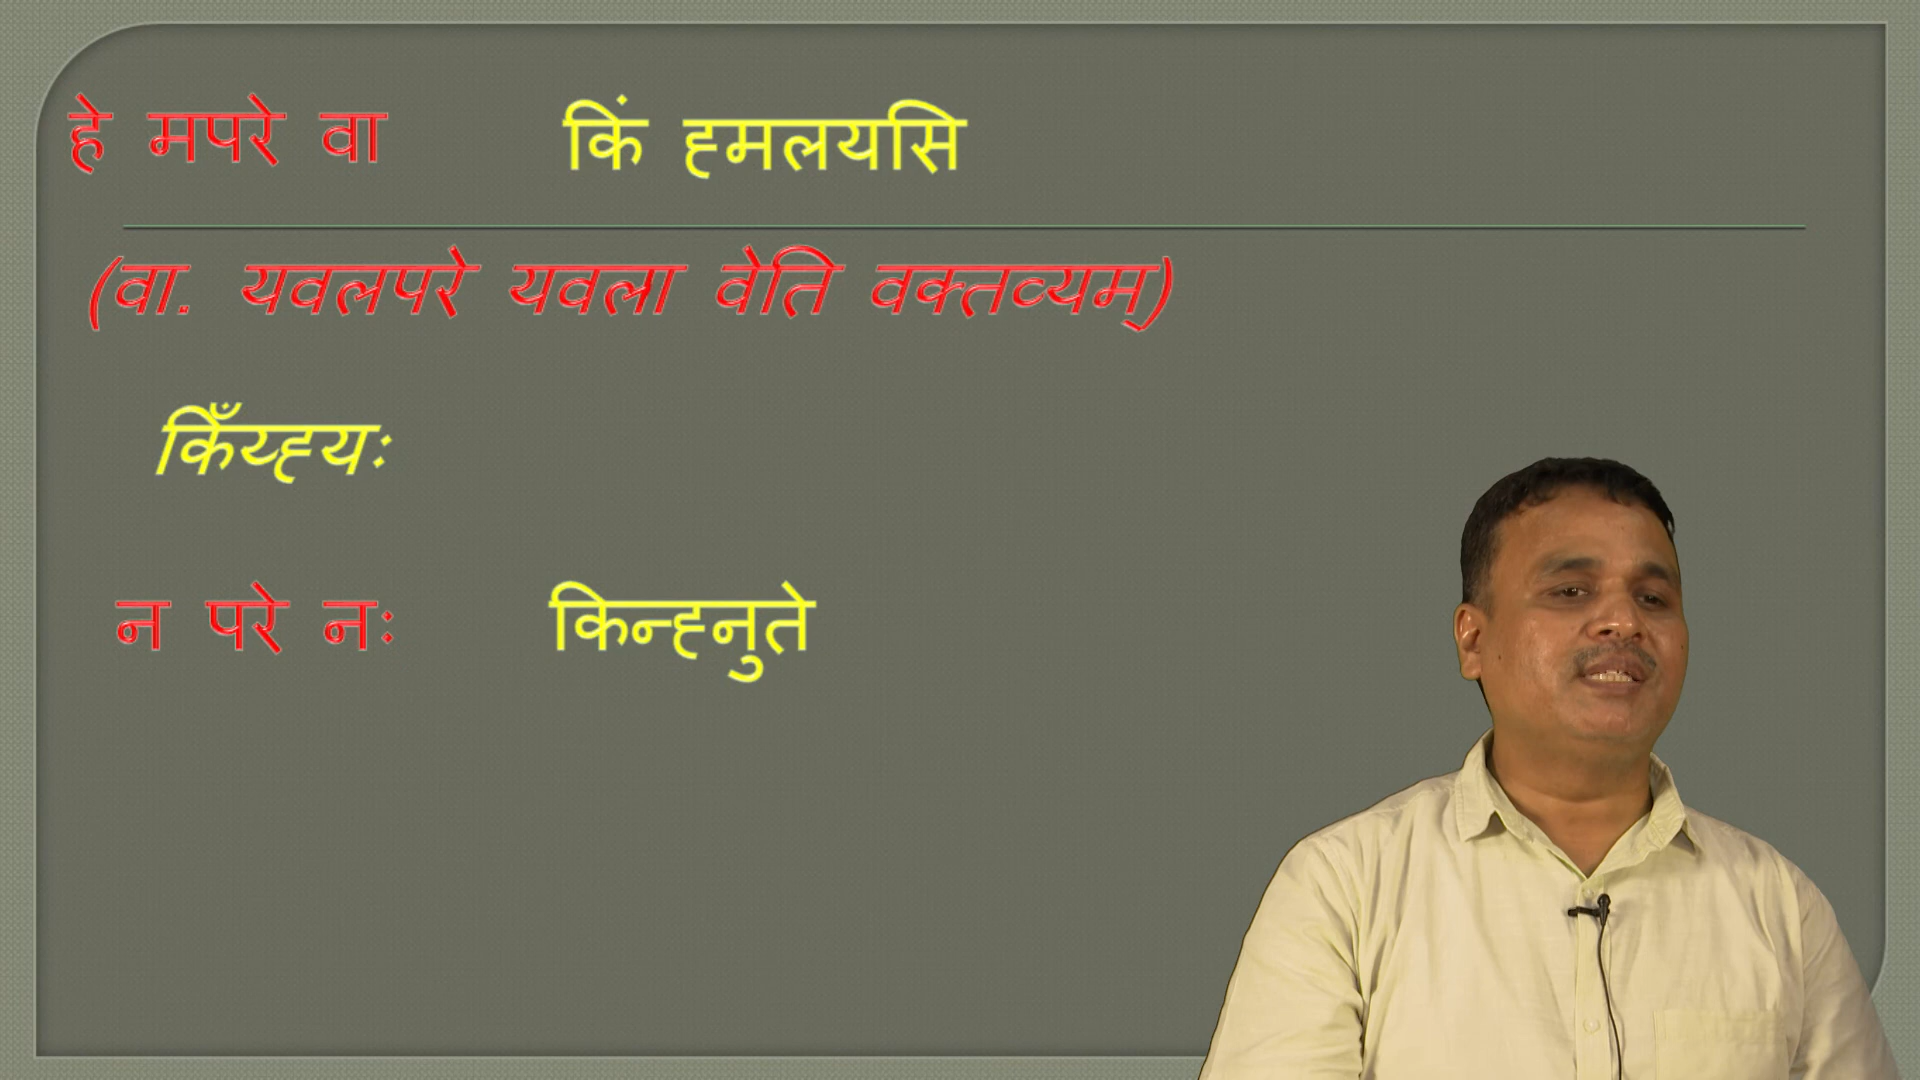 हे मपरे वा किं ह्मलयसि
(वा. यवलपरे यवला वेति वक्तव्यम्)
किँय्ह्यः
न परे नः किन्ह्नुते